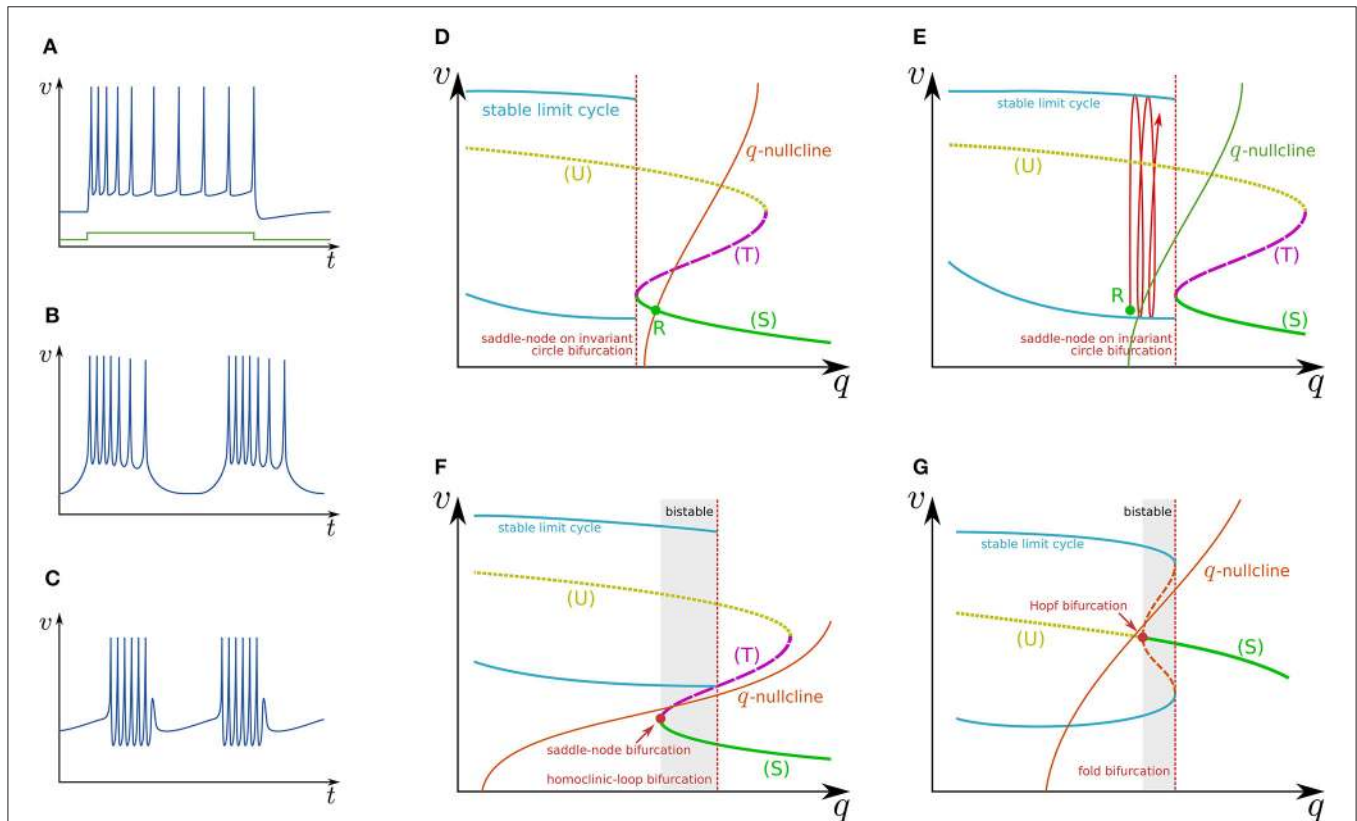 A
v
t
B
v
t
C
v
t
D
v
stable limit cycle
(U)
q-nullcline
(T)
R
(S)
saddle-node on invariant
circle bifurcation
q
E
v
stable limit cycle
(U)
q-nullcline
(T)
R
(S)
saddle-node on invariant
circle bifurcation
q
F
v
bistable
stable limit cycle
(U)
(T)
q-nullcline
saddle-node bifurcation
(S)
homoclinic-loop bifurcation
q
G
v
bistable
stable limit cycle
q-nullcline
Hopf bifurcation
(U)
(S)
fold bifurcation
q